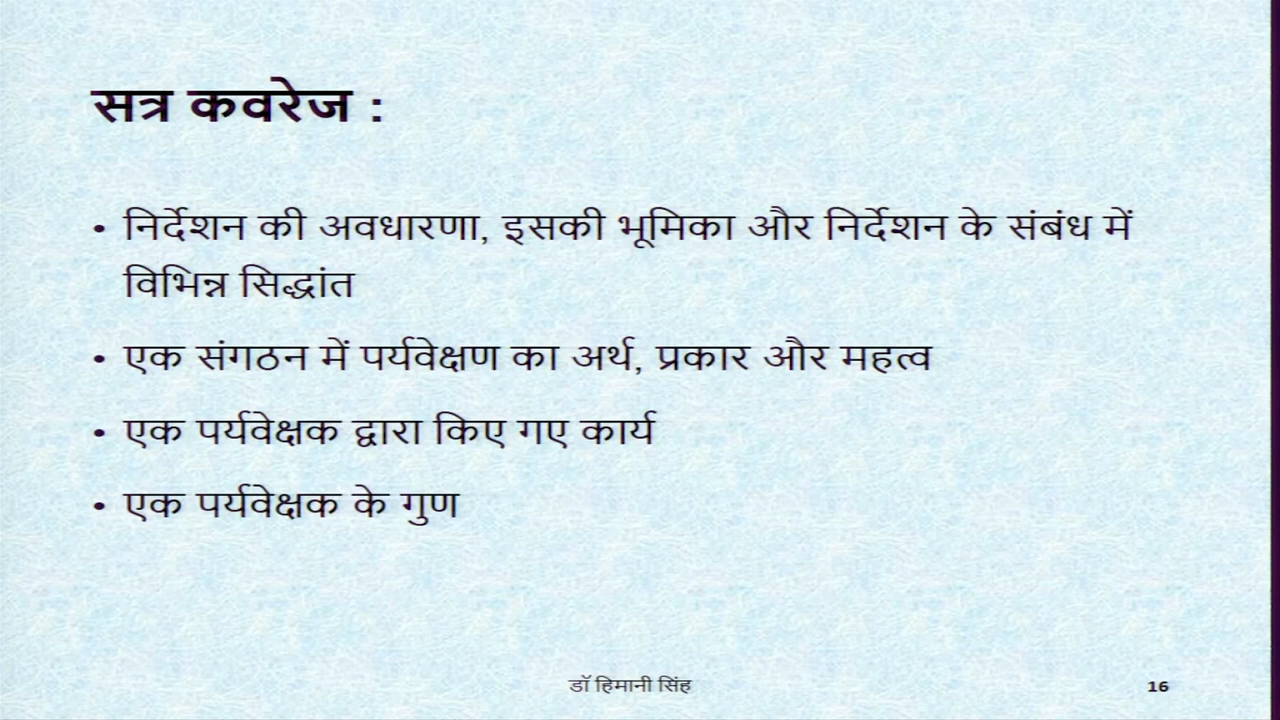 सत्र कवरेज :
• निर्देशन की अवधारणा, इसकी भूमिका और निर्देशन के संबंध में
विभिन्न सिद्धांत
• एक संगठन में पर्यवेक्षण का अर्थ, प्रकार और महत्व
• एक पर्यवेक्षक द्वारा किए गए कार्य
• एक पर्यवेक्षक के गुण
डॉ हिमानी सिंह
16